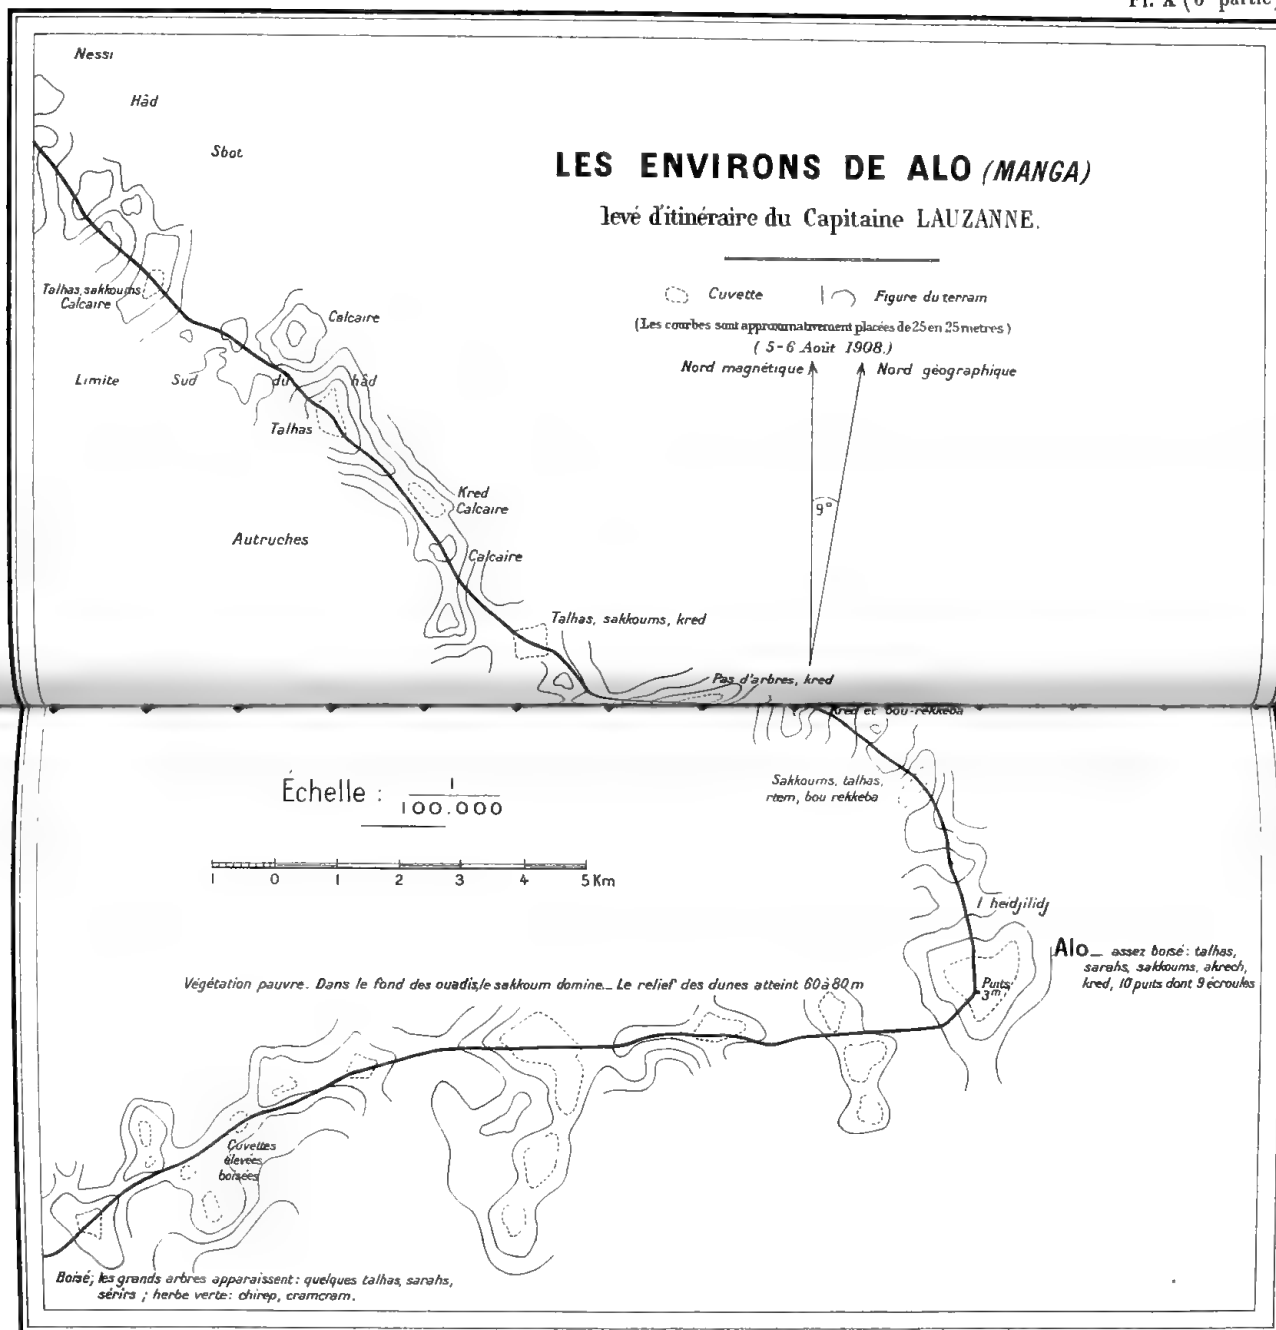 Nessi
Hâd
Sbot
LES ENVIRONS DE ALO (MANGA)
levé d'itinéraire du Capitaine LAUZANNE.
Cuvette
Figure du terrain
(Les courbes sont approximativement placées de 25 en 25 metres)
(5-6 Août 1908.)
Nord magnétique
Nord géographique
9°
Talhas, sakkoums
Calcaire
Calcaire
Limite Sud du hâd
Talhas
Kred
Calcaire
Autruches
Calcaire
Talhas, sakkoums, kred
Pas d'arbres, kred
Kred et bou-rekkeba
Sakkoums, talhas,
rtem, bou rekkeba
Échelle : 1
100.000
1 0 1 2 3 4 5 Km
1 heidjilidj
Alo_ assez boisé: talhas,
sarahs, sakkoums, akrech,
kred, 10 puits dont 9 écroulés
Puits
3m
Végétation pauvre. Dans le fond des ouadis, le sakkoum domine_ Le relief des dunes atteint 60 à 80 m
Cuvettes
élevées
boisées
Boisé; les grands arbres apparaissent: quelques talhas, sarahs,
sérirs ; herbe verte: chirep, cramcram.